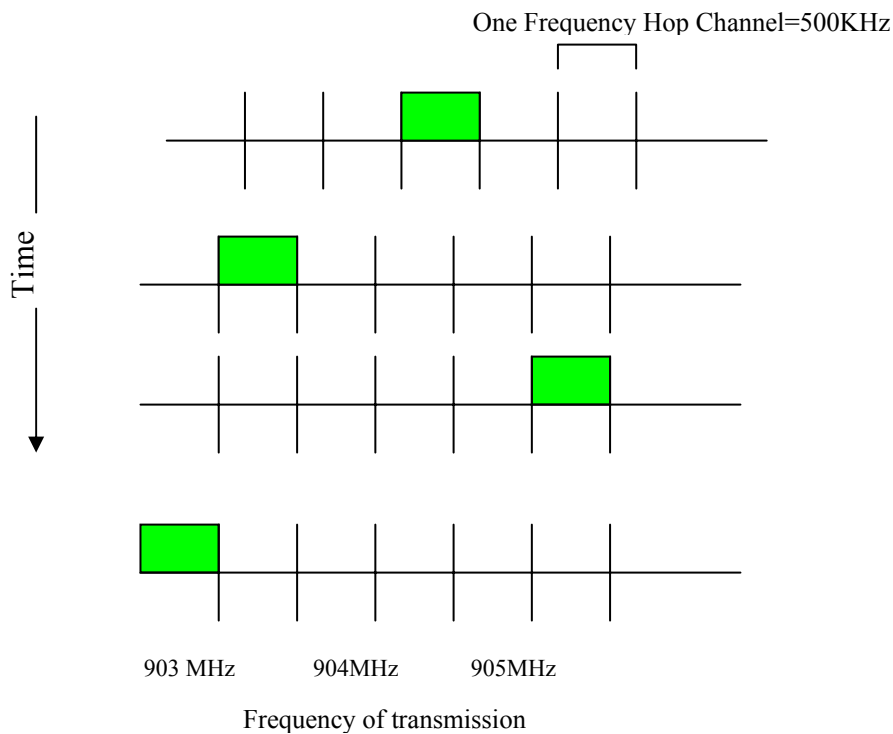 One Frequency Hop Channel=500KHz
Time
903 MHz 904MHz 905MHz
Frequency of transmission